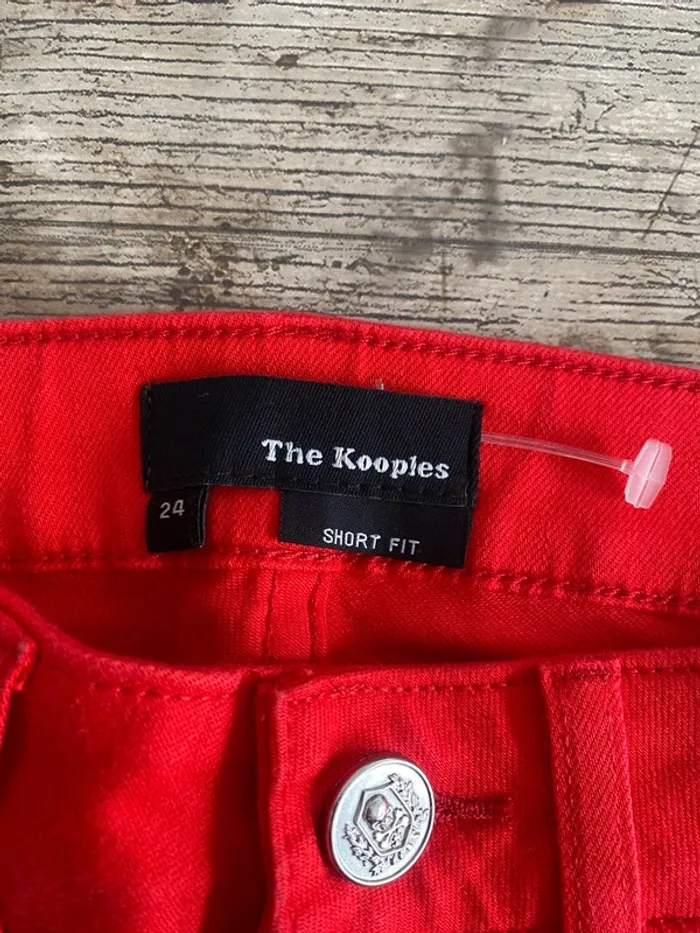 The Kooples
24
SHORT FIT